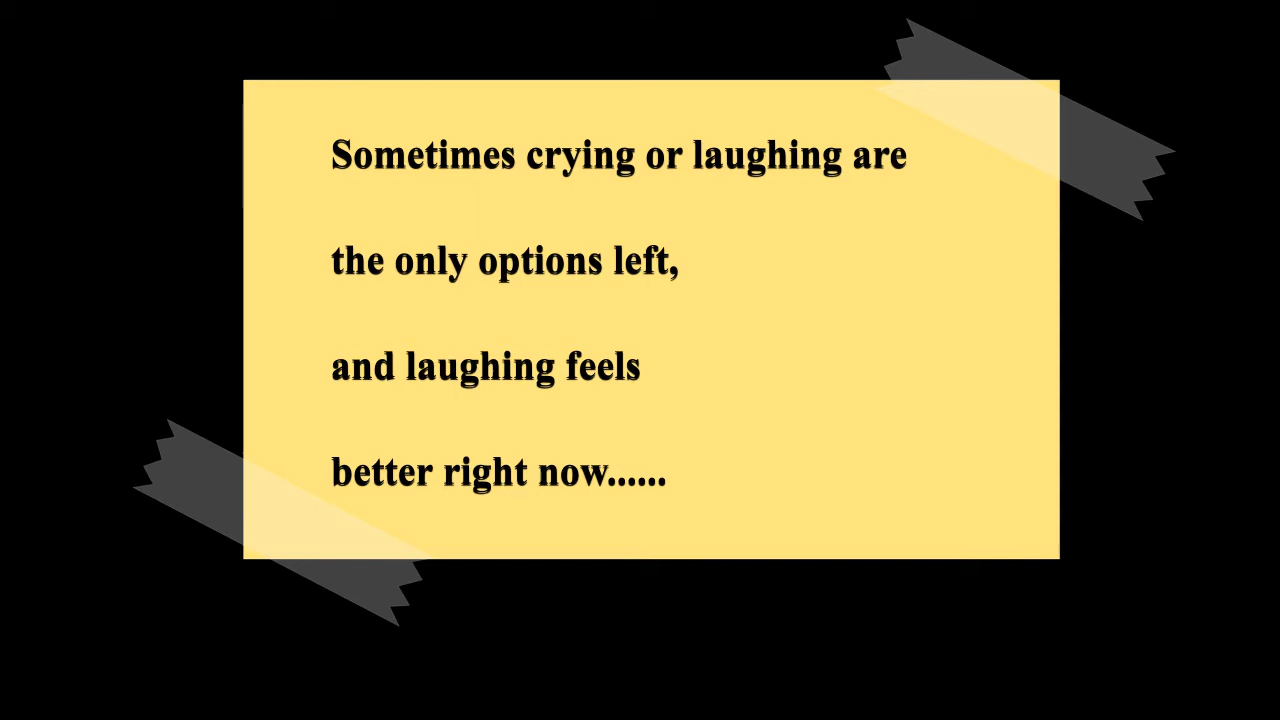 Sometimes crying or laughing are
the only options left,
and laughing feels
better right now......